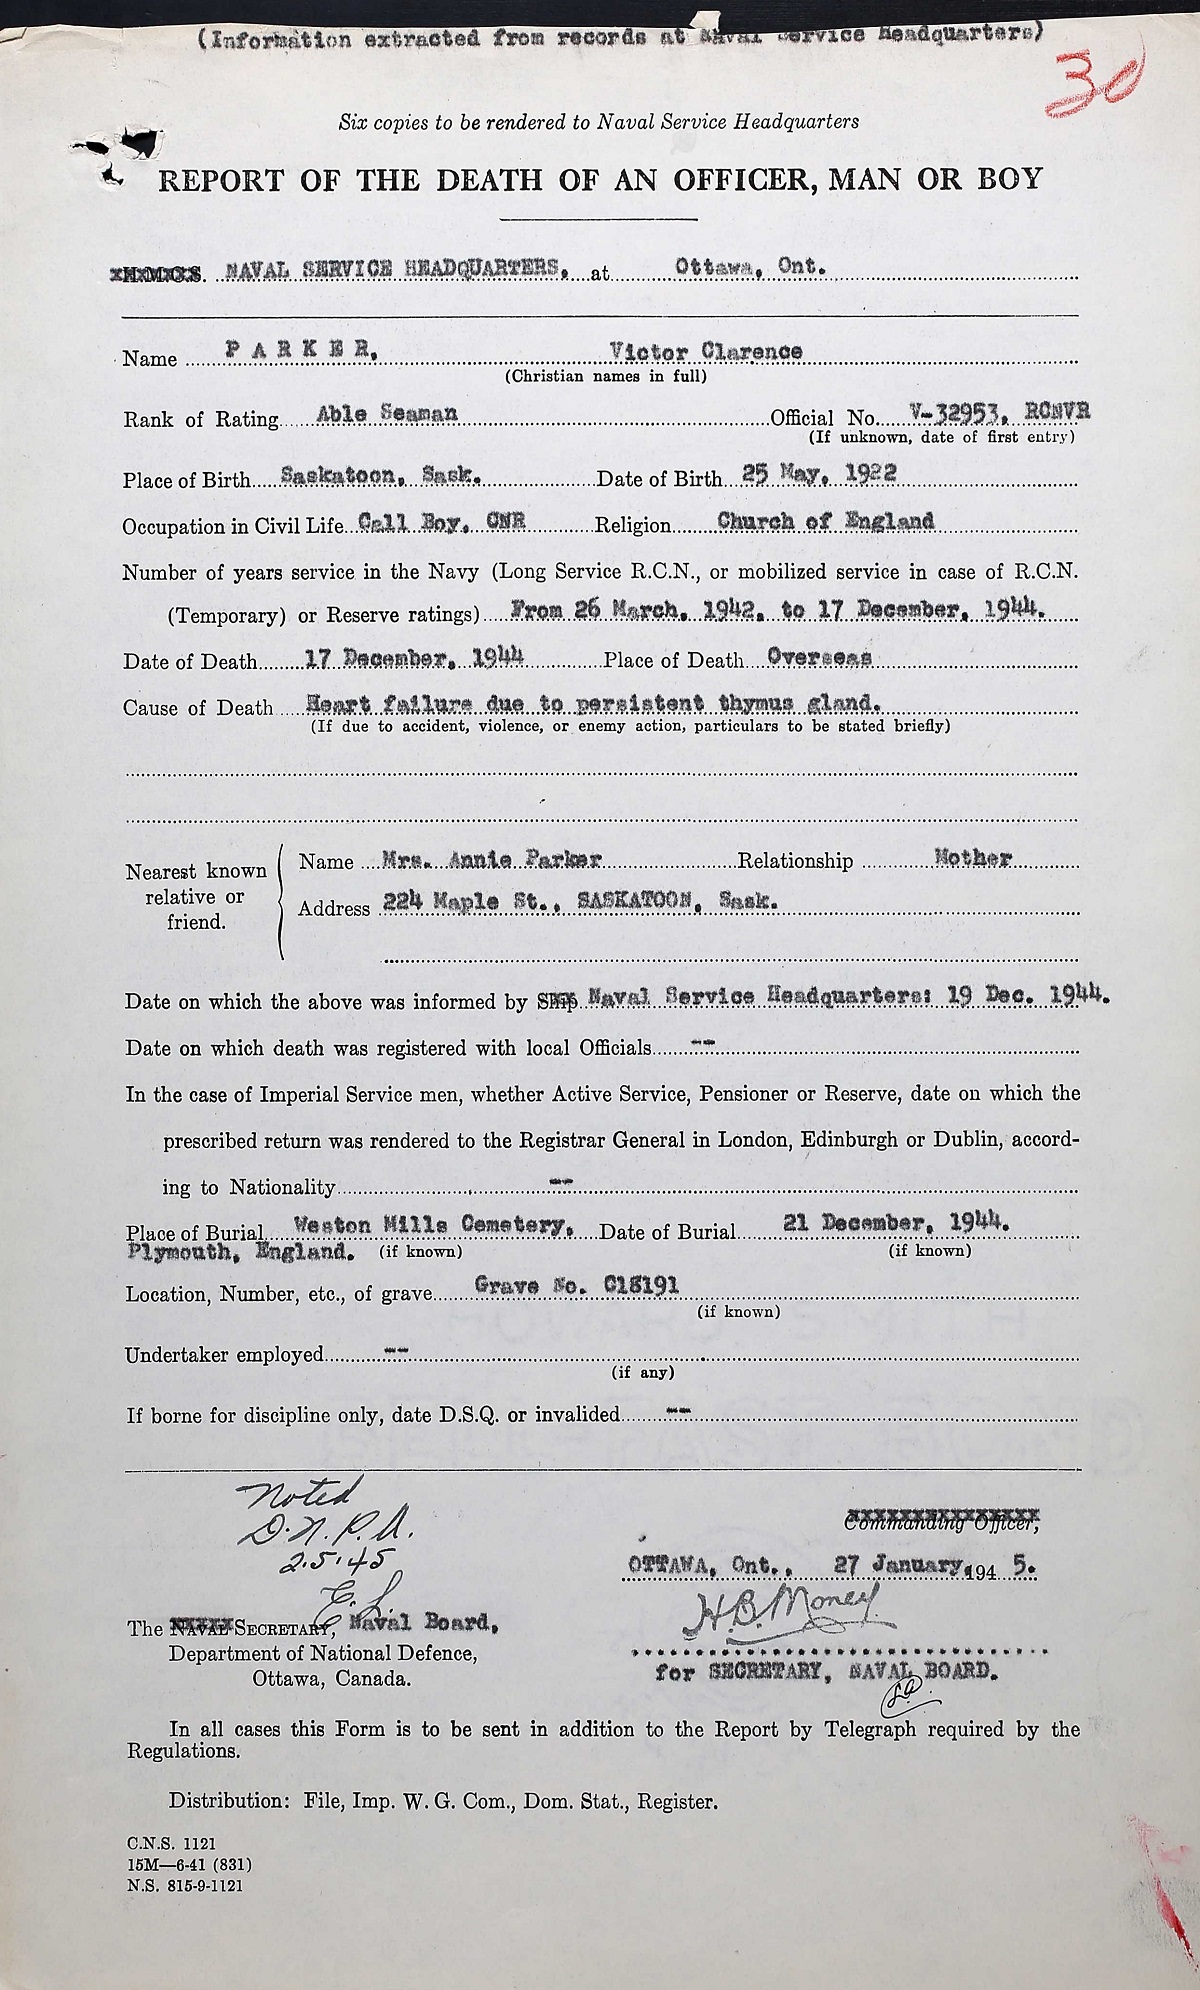 (Information extracted from records at Naval Service Headquarters)
30
Six copies to be rendered to Naval Service Headquarters
REPORT OF THE DEATH OF AN OFFICER, MAN OR BOY
H.M.C.S. NAVAL SERVICE HEADQUARTERS, at Ottawa, Ont.
Name PARKER, Victor Clarence
(Christian names in full)
Rank of Rating Able Seaman Official No. V-32953, RCNVR
(If unknown, date of first entry)
Place of Birth Saskatoon, Sask. Date of Birth 25 May, 1922
Occupation in Civil Life Call Boy, CNR Religion Church of England
Number of years service in the Navy (Long Service R.C.N., or mobilized service in case of R.C.N.
(Temporary) or Reserve ratings) From 26 March, 1942, to 17 December, 1944.
Date of Death 17 December, 1944 Place of Death Overseas
Cause of Death Heart failure due to persistent thymus gland.
(If due to accident, violence, or enemy action, particulars to be stated briefly)
Nearest known relative or friend.
Name Mrs. Annie Parker Relationship Mother
Address 224 Maple St., SASKATOON, Sask.
Date on which the above was informed by Ship Naval Service Headquarters: 19 Dec. 1944.
Date on which death was registered with local Officials --
In the case of Imperial Service men, whether Active Service, Pensioner or Reserve, date on which the
prescribed return was rendered to the Registrar General in London, Edinburgh or Dublin, accord-
ing to Nationality --
Place of Burial Weston Mills Cemetery, Date of Burial 21 December, 1944.
Plymouth, England. (if known) (if known)
Location, Number, etc., of grave Grave No. C18191
(if known)
Undertaker employed --
(if any)
If borne for discipline only, date D.S.Q. or invalided --
Noted
D.N.P.A.
2.5.45
E.L.
Commanding Officer,
OTTAWA, Ont., 27 January, 1945.
H.B. Money
The NAVAL SECRETARY, Naval Board,
Department of National Defence,
Ottawa, Canada.
for SECRETARY, NAVAL BOARD.
In all cases this Form is to be sent in addition to the Report by Telegraph required by the
Regulations.
Distribution: File, Imp. W. G. Com., Dom. Stat., Register.
C.N.S. 1121
15M—6-41 (831)
N.S. 815-9-1121